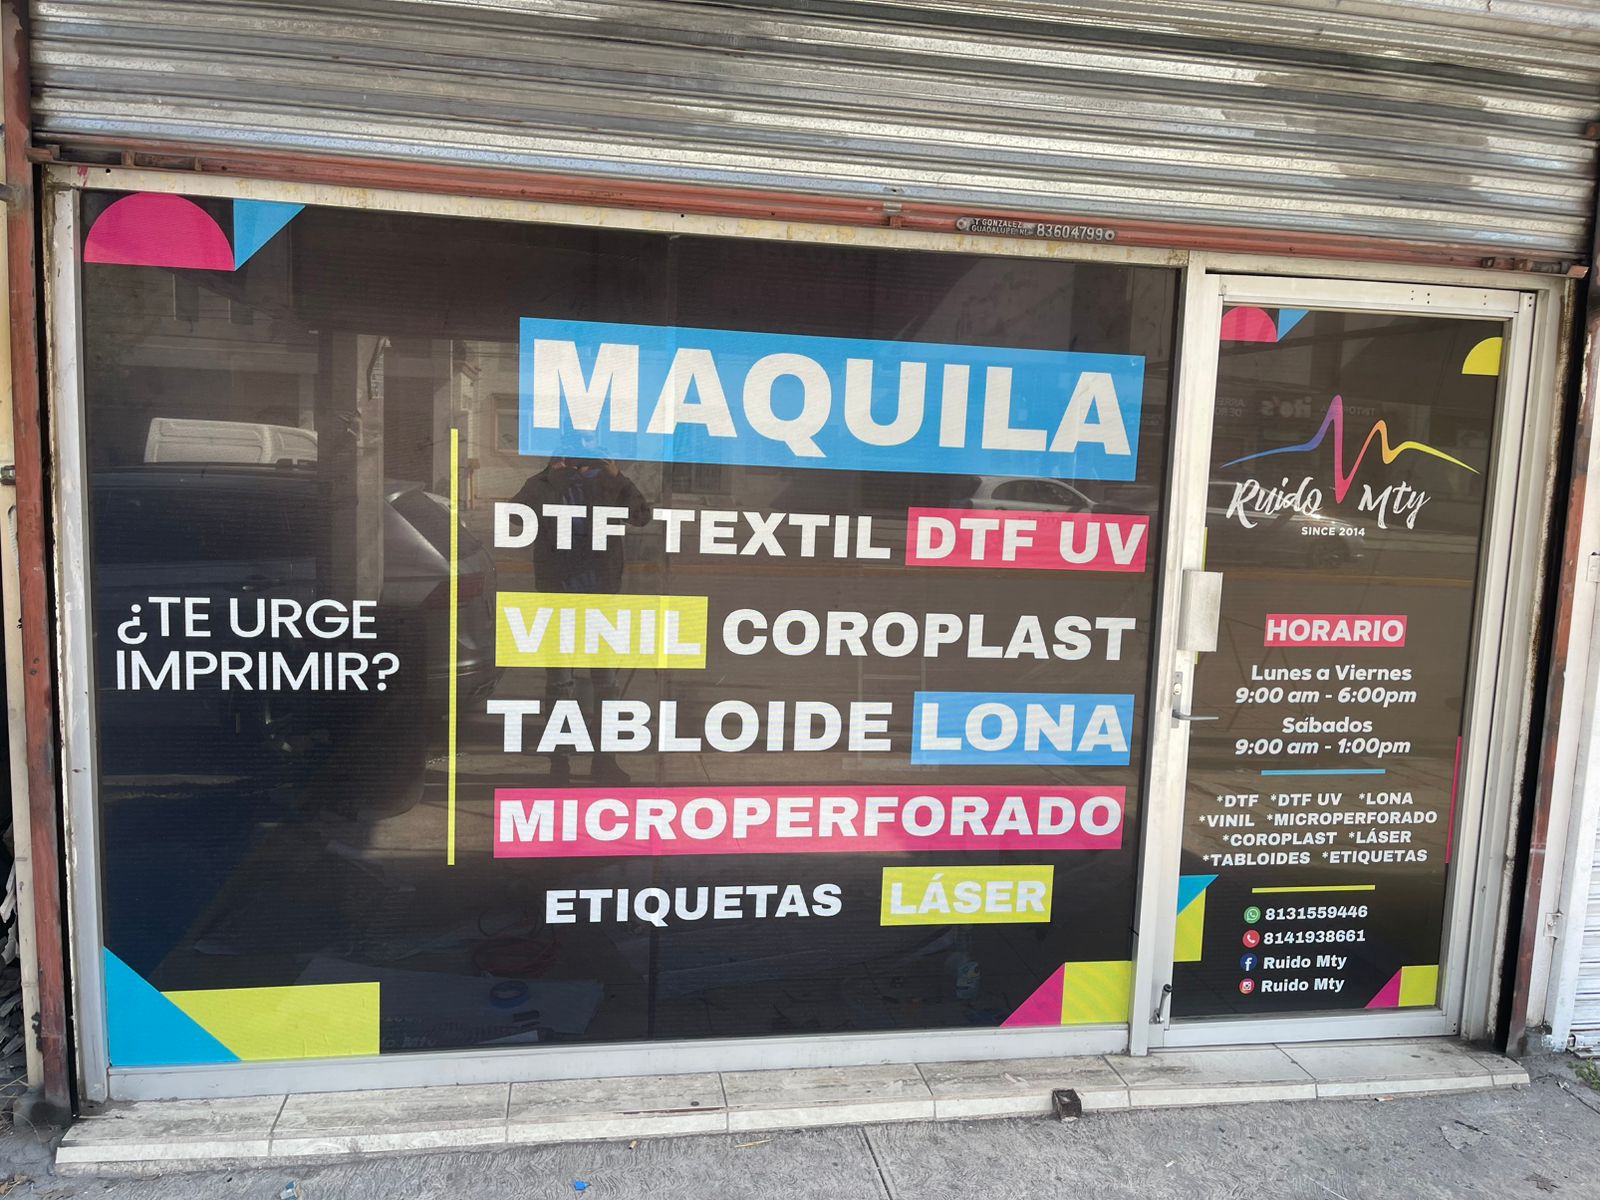 T GONZALEZ
GUADALUPE N.L. 83604799
MAQUILA
DTF TEXTIL DTF UV
VINIL COROPLAST
TABLOIDE LONA
MICROPERFORADO
ETIQUETAS LÁSER
¿TE URGE
IMPRIMIR?
Ruido Mty
SINCE 2014
HORARIO
Lunes a Viernes
9:00 am - 6:00pm
Sábados
9:00 am - 1:00pm
*DTF *DTF UV *LONA
*VINIL *MICROPERFORADO
*COROPLAST *LÁSER
*TABLOIDES *ETIQUETAS
8131559446
8141938661
Ruido Mty
Ruido Mty